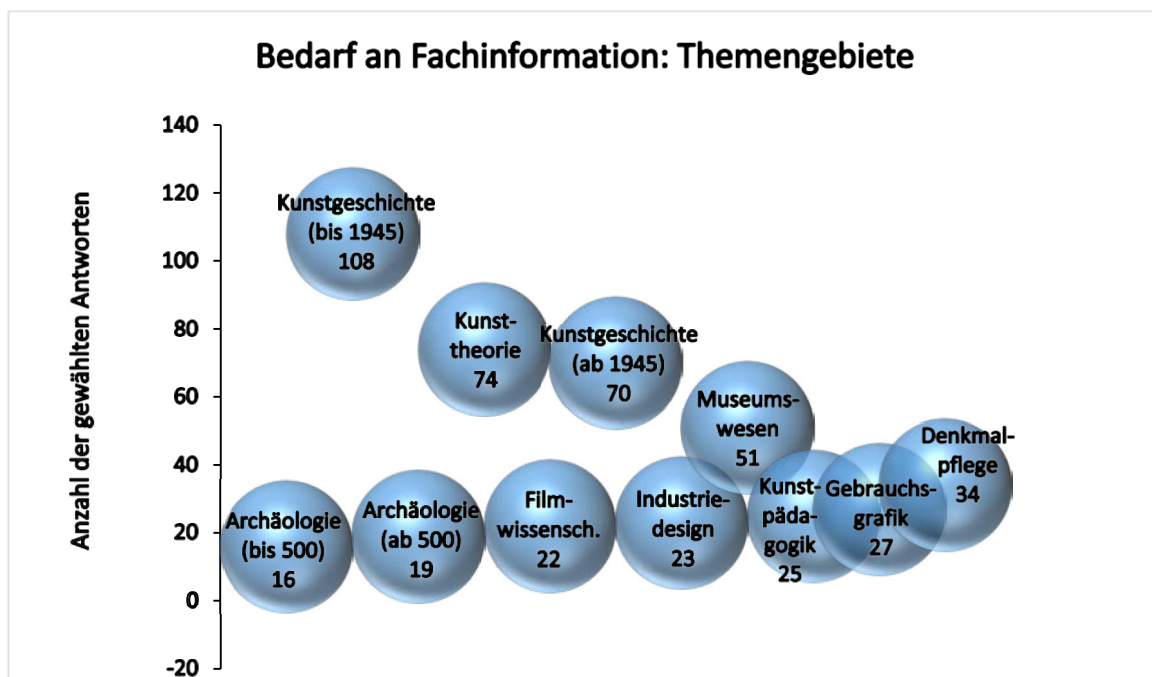 Bedarf an Fachinformation: Themengebiete
Anzahl der gewählten Antworten
140
120
100
80
60
40
20
0
-20
Kunstgeschichte
(bis 1945)
108
Kunst-
theorie
74
Kunstgeschichte
(ab 1945)
70
Museums-
wesen
51
Denkmal-
pflege
34
Archäologie
(bis 500)
16
Archäologie
(ab 500)
19
Film-
wissensch.
22
Industrie-
design
23
Kunst-
päda-
gogik
25
Gebrauchs-
grafik
27